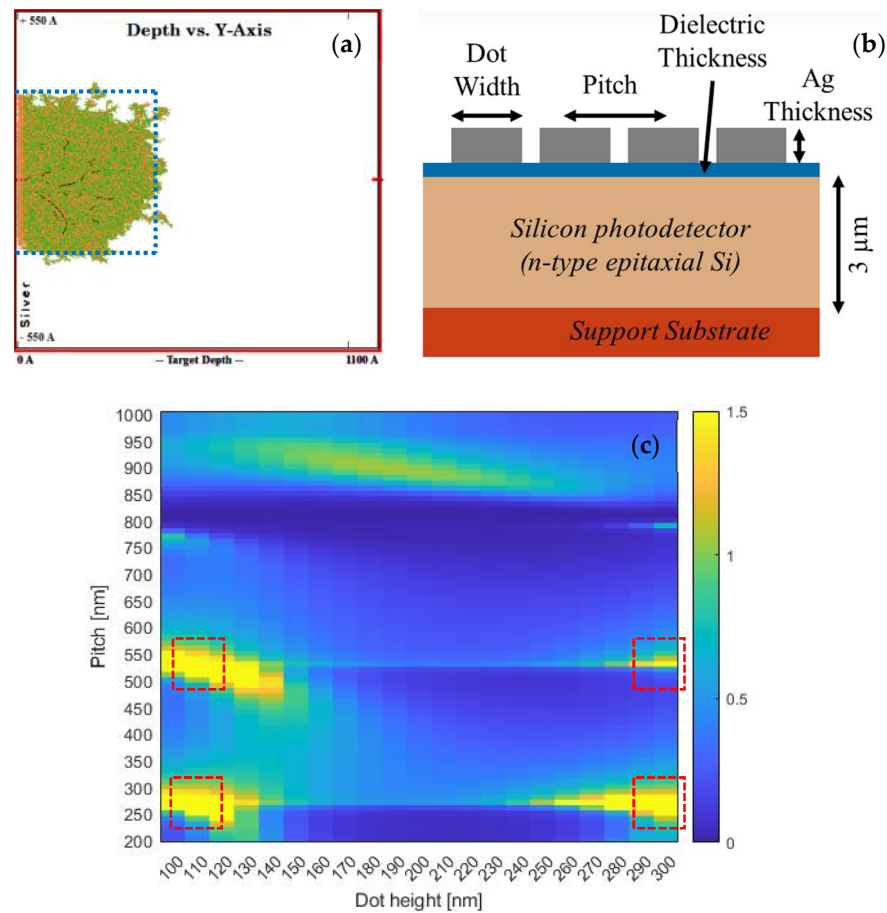 + 550 A
Depth vs. Y-Axis
(a)
Silver
- 550 A
0 A
-- Target Depth --
1100 A
(b)
Dot
Width
Pitch
Dielectric
Thickness
Ag
Thickness
Silicon photodetector
(n-type epitaxial Si)
3 µm
Support Substrate
(c)
Pitch [nm]
1000
950
900
850
800
750
700
650
600
550
500
450
400
350
300
250
200
100
110
120
130
140
150
160
170
180
190
200
210
220
230
240
250
260
270
280
290
300
Dot height [nm]
1.5
1
0.5
0